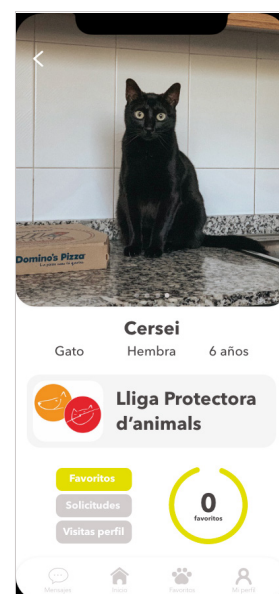 Domino's Pizza
Cersei
Gato Hembra 6 años
Lliga Protectora
d'animals
Favoritos
Solicitudes
Visitas perfil
0
favoritos
Mensajes Inicio Favoritos Mi perfil